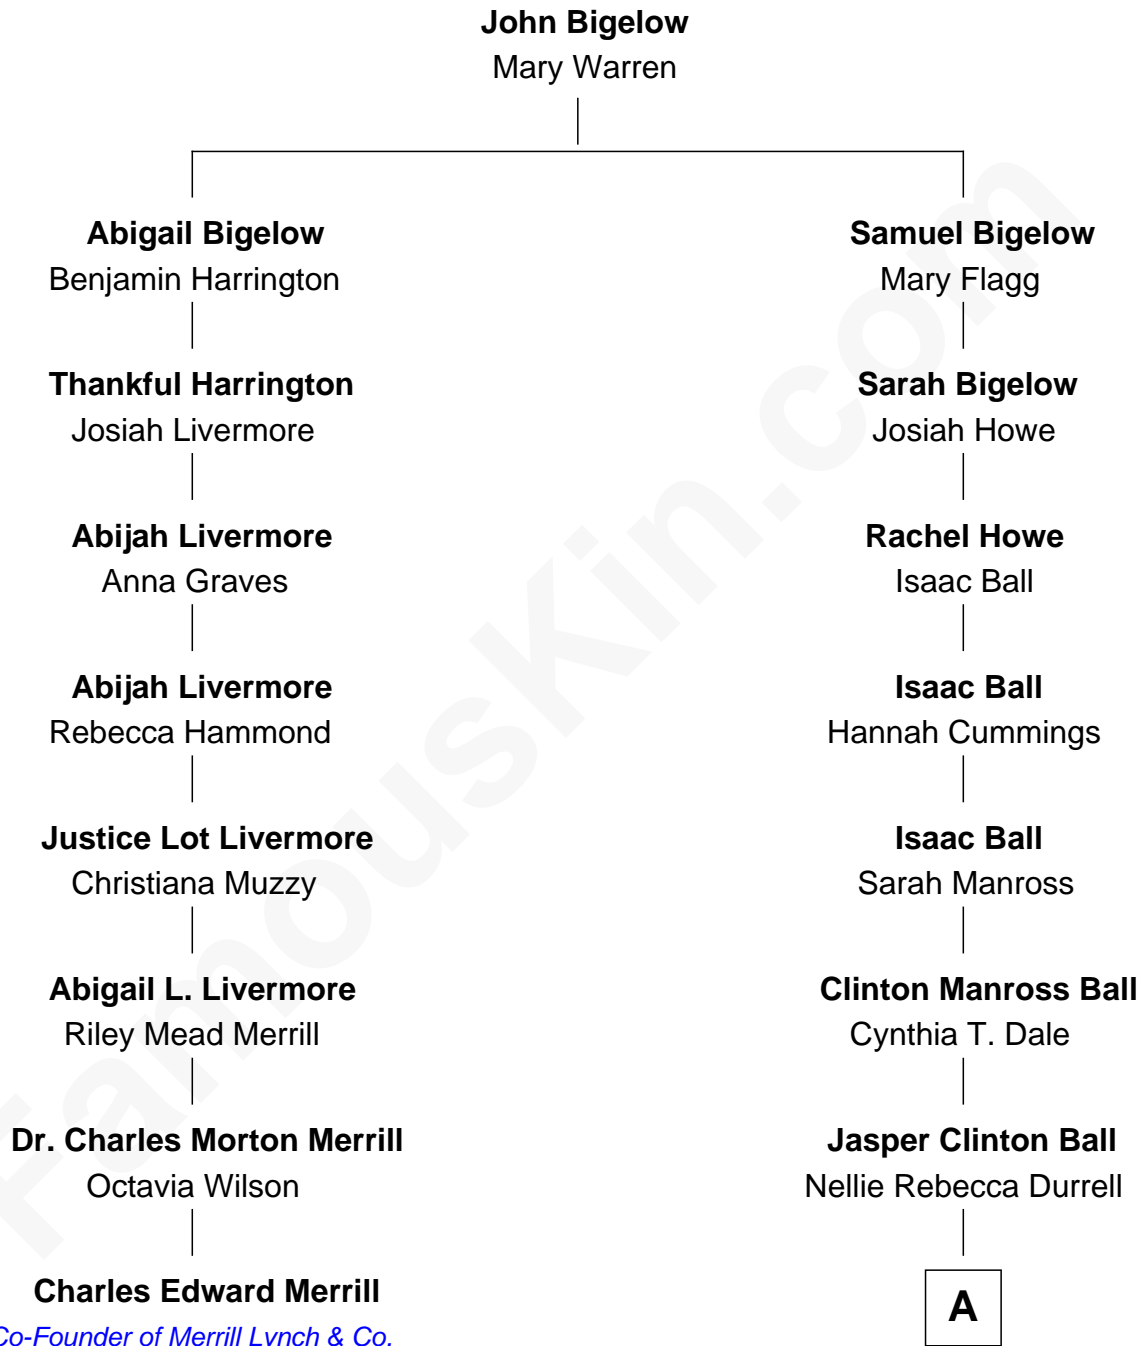 John Bigelow
Mary Warren
Abigail Bigelow
Benjamin Harrington
Samuel Bigelow
Mary Flagg
Thankful Harrington
Josiah Livermore
Sarah Bigelow
Josiah Howe
Abijah Livermore
Anna Graves
Rachel Howe
Isaac Ball
Abijah Livermore
Rebecca Hammond
Isaac Ball
Hannah Cummings
Justice Lot Livermore
Christiana Muzzy
Isaac Ball
Sarah Manross
Abigail L. Livermore
Riley Mead Merrill
Clinton Manross Ball
Cynthia T. Dale
Dr. Charles Morton Merrill
Octavia Wilson
Jasper Clinton Ball
Nellie Rebecca Durrell
Charles Edward Merrill
Co-Founder of Merrill Lynch & Co.
A
FamousKin.com